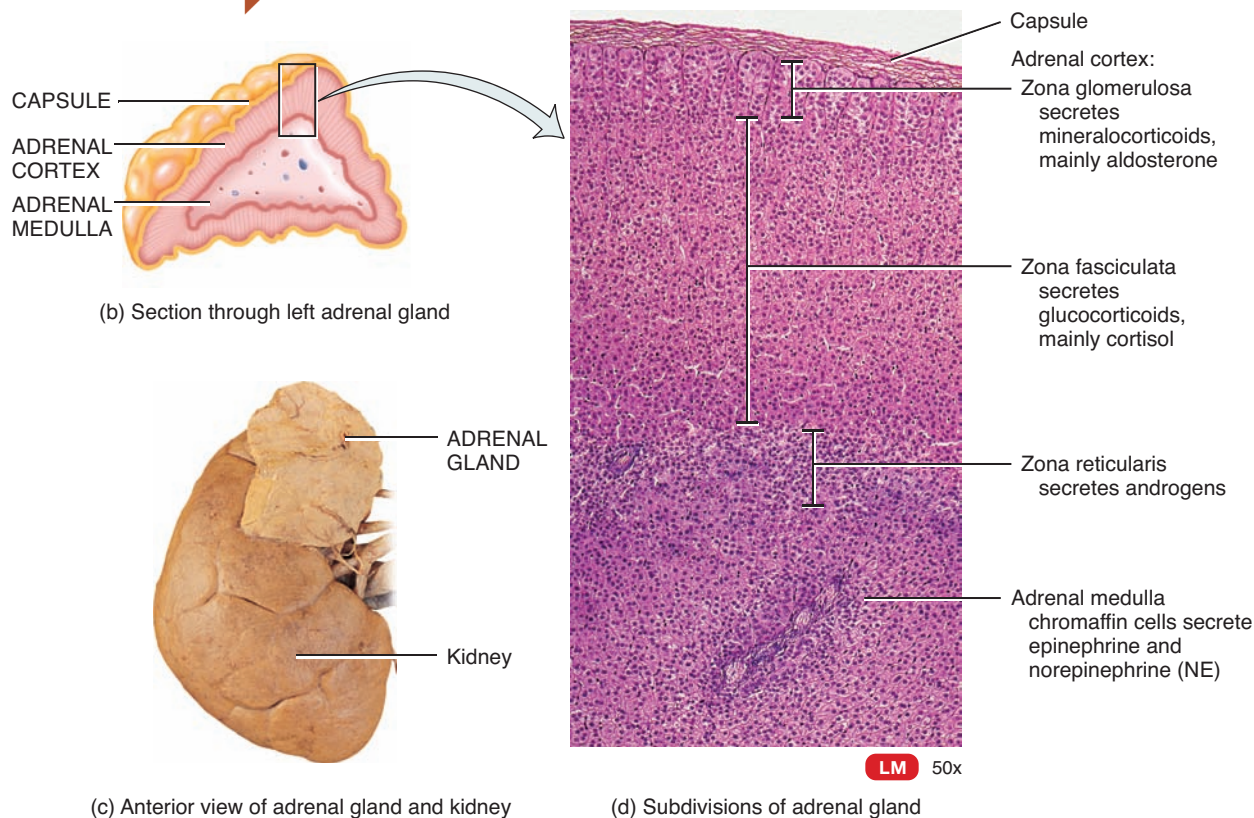 CAPSULE
ADRENAL
CORTEX
ADRENAL
MEDULLA
(b) Section through left adrenal gland
ADRENAL
GLAND
Kidney
(c) Anterior view of adrenal gland and kidney
Capsule
Adrenal cortex:
Zona glomerulosa
secretes
mineralocorticoids,
mainly aldosterone
Zona fasciculata
secretes
glucocorticoids,
mainly cortisol
Zona reticularis
secretes androgens
Adrenal medulla
chromaffin cells secrete
epinephrine and
norepinephrine (NE)
LM 50x
(d) Subdivisions of adrenal gland